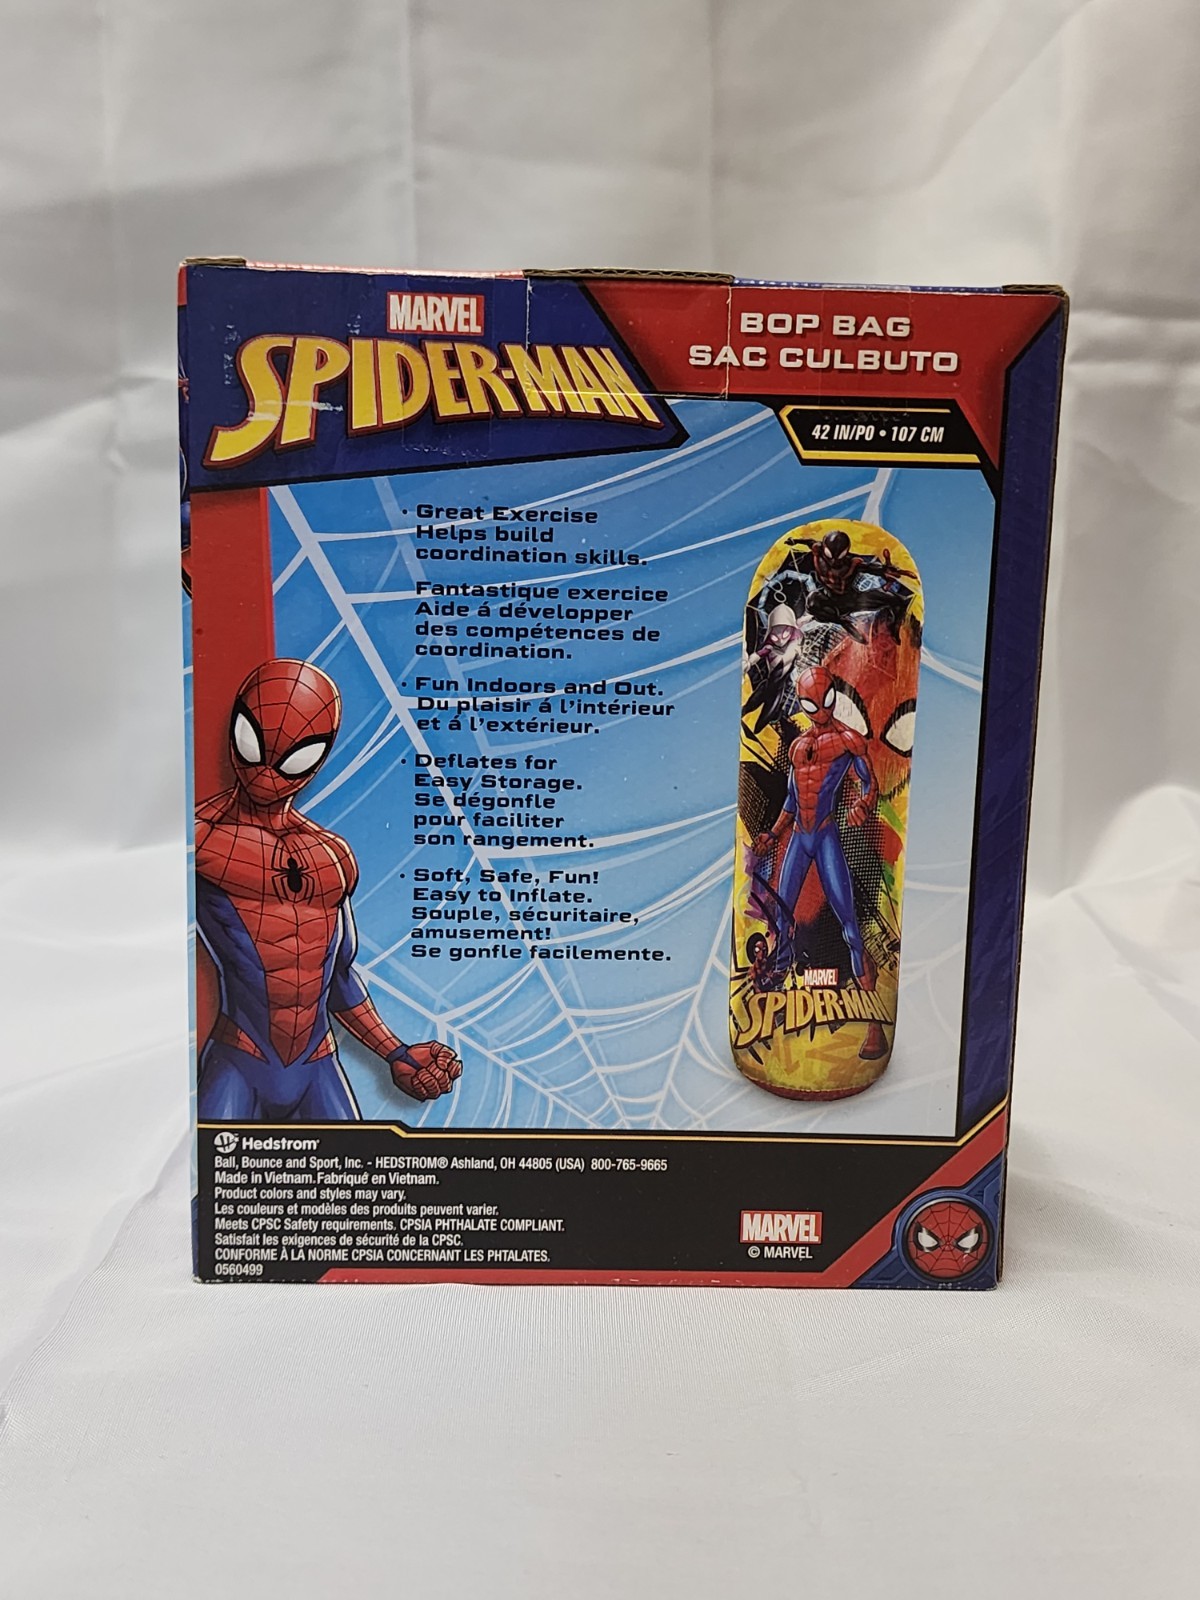 MARVEL
SPIDER-MAN
BOP BAG
SAC CULBUTO
42 IN/PO • 107 CM
• Great Exercise
Helps build
coordination skills.
Fantastique exercice
Aide á développer
des compétences de
coordination.
• Fun Indoors and Out.
Du plaisir á l'intérieur
et á l'extérieur.
• Deflates for
Easy Storage.
Se dégonfle
pour faciliter
son rangement.
• Soft, Safe, Fun!
Easy to Inflate.
Souple, sécuritaire,
amusement!
Se gonfle facilemente.
MARVEL
SPIDER-MAN
Hedstrom
Ball, Bounce and Sport, Inc. - HEDSTROM® Ashland, OH 44805 (USA) 800-765-9665
Made in Vietnam. Fabriqué en Vietnam.
Product colors and styles may vary.
Les couleurs et modèles des produits peuvent varier.
Meets CPSC Safety requirements. CPSIA PHTHALATE COMPLIANT.
Satisfait les exigences de sécurité de la CPSC.
CONFORME À LA NORME CPSIA CONCERNANT LES PHTALATES.
0560499
MARVEL
© MARVEL